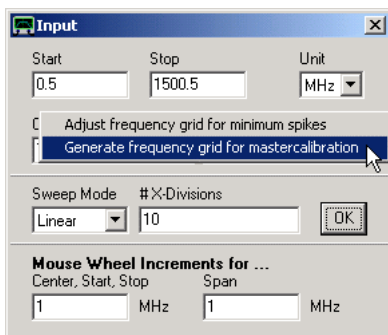 Input
Start Stop Unit
0.5 1500.5 MHz
Adjust frequency grid for minimum spikes
Generate frequency grid for mastercalibration
Sweep Mode #X-Divisions
Linear 10 OK
Mouse Wheel Increments for ...
Center, Start, Stop Span
1 MHz 1 MHz